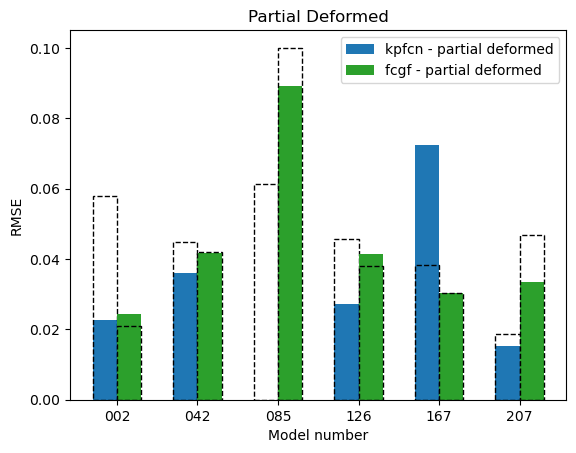 Partial Deformed
kpfcn - partial deformed
fcgf - partial deformed
RMSE
0.10
0.08
0.06
0.04
0.02
0.00
002 042 085 126 167 207
Model number